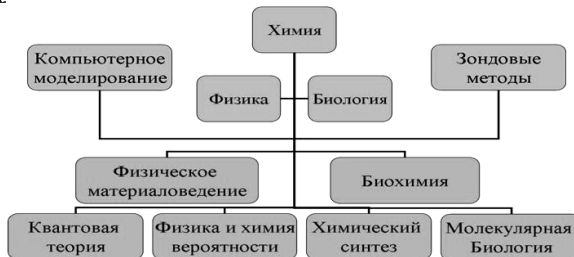 Химия
Компьютерное
моделирование
Зондовые
методы
Физика
Биология
Физическое
материаловедение
Биохимия
Квантовая
теория
Физика и химия
вероятности
Химический
синтез
Молекулярная
Биология